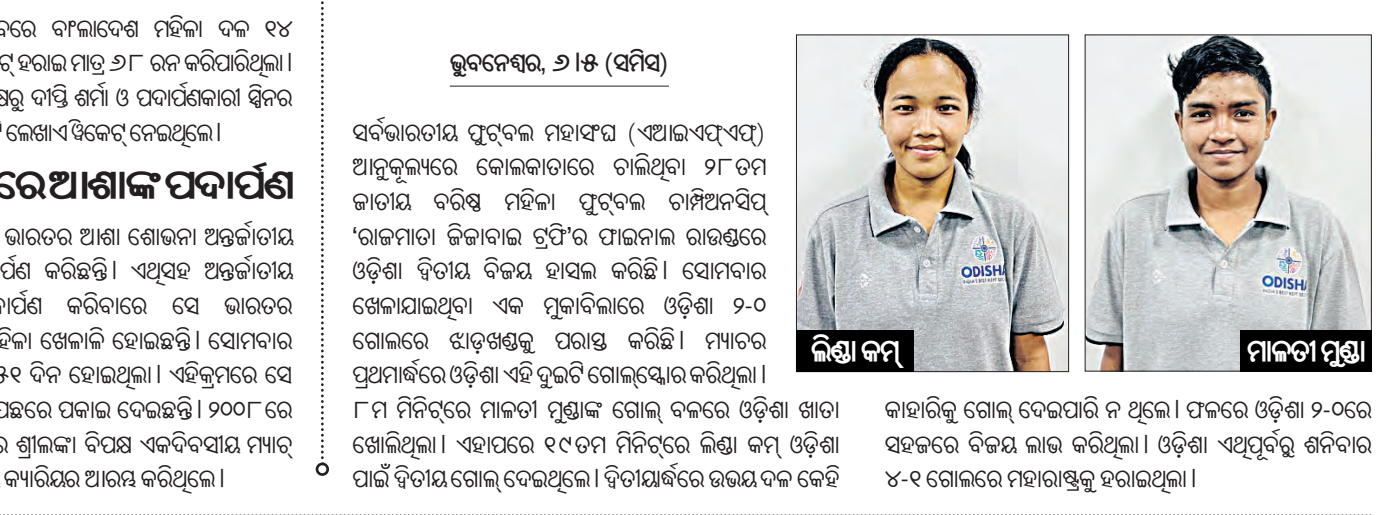 ବରେ ବାଂଲାଦେଶ ମହିଳା ଦଳ ୧୪
ଟ୍ ହରାଇ ମାତ୍ର ୬୮ ରନ କରିପାରିଥିଲା।
ଷରୁ ଦୀପ୍ତି ଶର୍ମା ଓ ପଦାର୍ପଣକାରୀ ସ୍ପିନର
ଲେଖାଏ ୱିକେଟ୍ ନେଇଥିଲେ।
ରେ ଆଶାଙ୍କ ପଦାର୍ପଣ
ଭାରତର ଆଶା ଶୋଭନା ଅନ୍ତର୍ଜାତୀୟ
ର୍ପଣ କରିଛନ୍ତି। ଏଥିସହ ଅନ୍ତର୍ଜାତୀୟ
ାର୍ପଣ କରିବାରେ ସେ ଭାରତର
ହିଳା ଖେଳାଳି ହୋଇଛନ୍ତି। ସୋମବାର
୫୧ ଦିନ ହୋଇଥିଲା। ଏହିକ୍ରମରେ ସେ
ପଛରେ ପକାଇ ଦେଇଛନ୍ତି। ୨୦୦୮ରେ
ର ଶ୍ରୀଲଙ୍କା ବିପକ୍ଷ ଏକଦିବସୀୟ ମ୍ୟାଚ୍
କ୍ୟାରିୟର ଆରମ୍ଭ କରିଥିଲେ।
ଭୁବନେଶ୍ୱର, ୬।୫ (ସମିସ)
ସର୍ବଭାରତୀୟ ଫୁଟ୍‌ବଲ ମହାସଂଘ (ଏଆଇଏଫ୍‌ଏଫ୍)
ଆନୁକୂଲ୍ୟରେ କୋଲକାତାରେ ଚାଲିଥିବା ୨୮ତମ
ଜାତୀୟ ବରିଷ୍ଠ ମହିଳା ଫୁଟ୍‌ବଲ ଚାମ୍ପିଅନସିପ୍
‘ରାଜମାତା ଜିଜାବାଇ ଟ୍ରଫି’ର ଫାଇନାଲ ରାଉଣ୍ଡରେ
ଓଡ଼ିଶା ଦ୍ୱିତୀୟ ବିଜୟ ହାସଲ କରିଛି। ସୋମବାର
ଖେଳାଯାଇଥିବା ଏକ ମୁକାବିଲାରେ ଓଡ଼ିଶା ୨-୦
ଗୋଲରେ ଝାଡ଼ଖଣ୍ଡକୁ ପରାସ୍ତ କରିଛି। ମ୍ୟାଚର
ପ୍ରଥମାର୍ଦ୍ଧରେ ଓଡ଼ିଶା ଏହି ଦୁଇଟି ଗୋଲ୍ ସ୍କୋର କରିଥିଲା।
୮ମ ମିନିଟ୍‌ରେ ମାଳତୀ ମୁଣ୍ଡାଙ୍କ ଗୋଲ୍ ବଳରେ ଓଡ଼ିଶା ଖାତା
ଖୋଲିଥିଲା। ଏହାପରେ ୧୯ତମ ମିନିଟ୍‌ରେ ଲିଣ୍ଡା କମ୍ ଓଡ଼ିଶା
ପାଇଁ ଦ୍ୱିତୀୟ ଗୋଲ୍ ଦେଇଥିଲେ। ଦ୍ୱିତୀୟାର୍ଦ୍ଧରେ ଉଭୟ ଦଳ କେହି
ODISHA
ଲିଣ୍ଡା କମ୍
ODISHA
ମାଳତୀ ମୁଣ୍ଡା
କାହାରିକୁ ଗୋଲ୍ ଦେଇପାରି ନ ଥିଲେ। ଫଳରେ ଓଡ଼ିଶା ୨-୦ରେ
ସହଜରେ ବିଜୟ ଲାଭ କରିଥିଲା। ଓଡ଼ିଶା ଏଥିପୂର୍ବରୁ ଶନିବାର
୪-୧ ଗୋଲରେ ମହାରାଷ୍ଟ୍ରକୁ ହରାଇଥିଲା।